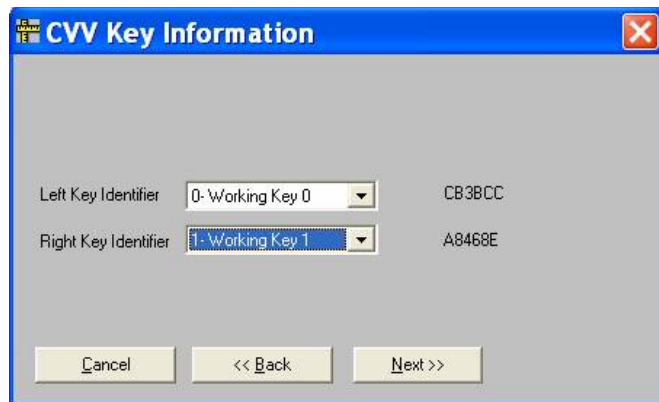 CVV Key Information
Left Key Identifier 0- Working Key 0 CB3BCC
Right Key Identifier 1- Working Key 1 A8468E
Cancel << Back Next >>